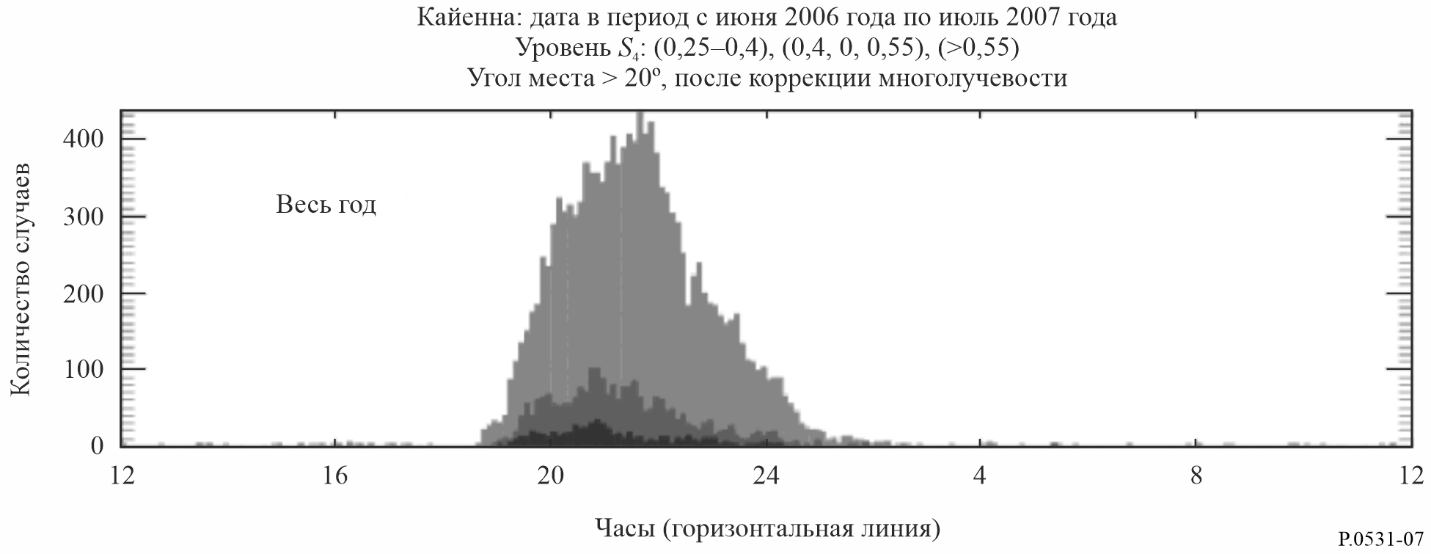 Кайенна: дата в период с июня 2006 года по июль 2007 года
Уровень S4: (0,25–0,4), (0,4, 0, 0,55), (>0,55)
Угол места > 20º, после коррекции многолучевости
Количество случаев
400
300
200
100
0
Весь год
12 16 20 24 4 8 12
Часы (горизонтальная линия)
P.0531-07